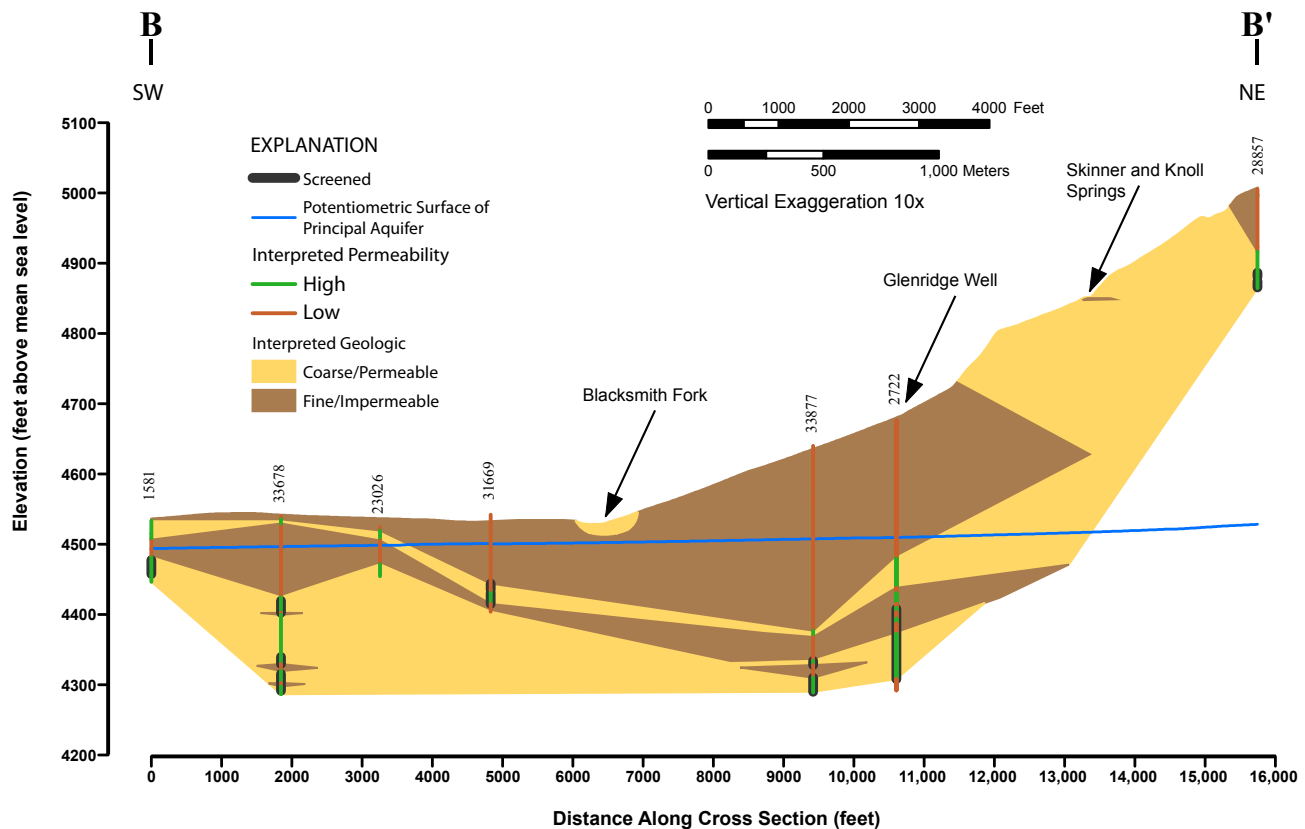 B
B'
SW
NE
0 1000 2000 3000 4000 Feet
0 500 1,000 Meters
Vertical Exaggeration 10x
EXPLANATION
Screened
Potentiometric Surface of
Principal Aquifer
Interpreted Permeability
High
Low
Interpreted Geologic
Coarse/Permeable
Fine/Impermeable
Skinner and Knoll
Springs
Glenridge Well
Blacksmith Fork
1581
33678
23026
31669
33877
2722
28857
Elevation (feet above mean sea level)
5100
5000
4900
4800
4700
4600
4500
4400
4300
4200
0 1000 2000 3000 4000 5000 6000 7000 8000 9000 10,000 11,000 12,000 13,000 14,000 15,000 16,000
Distance Along Cross Section (feet)